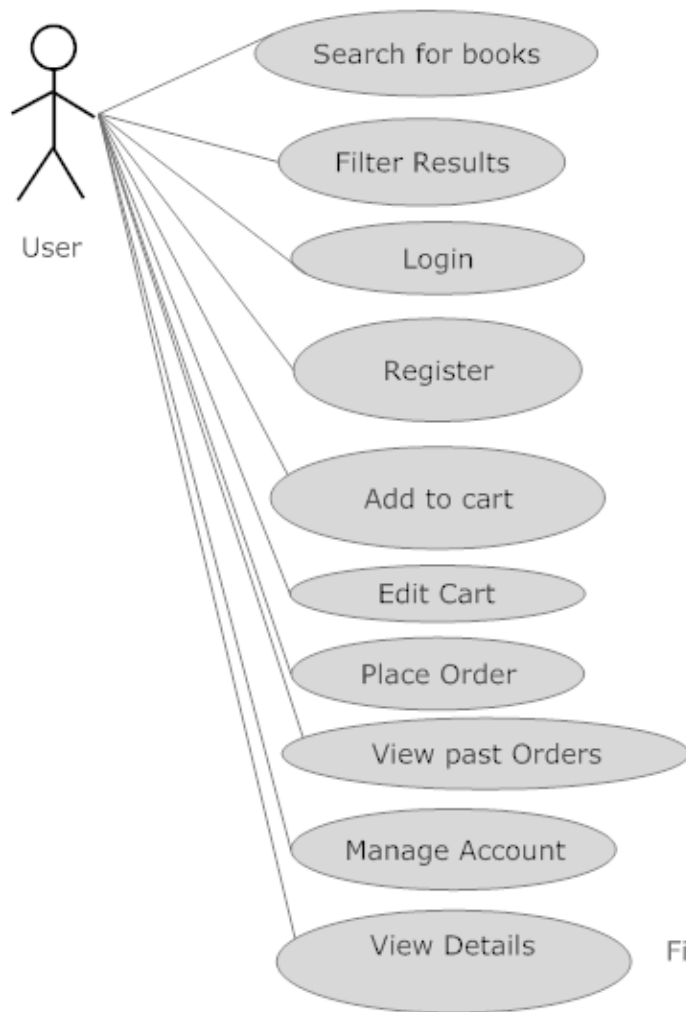 Search for books
Filter Results
User
Login
Register
Add to cart
Edit Cart
Place Order
View past Orders
Manage Account
View Details
Fi